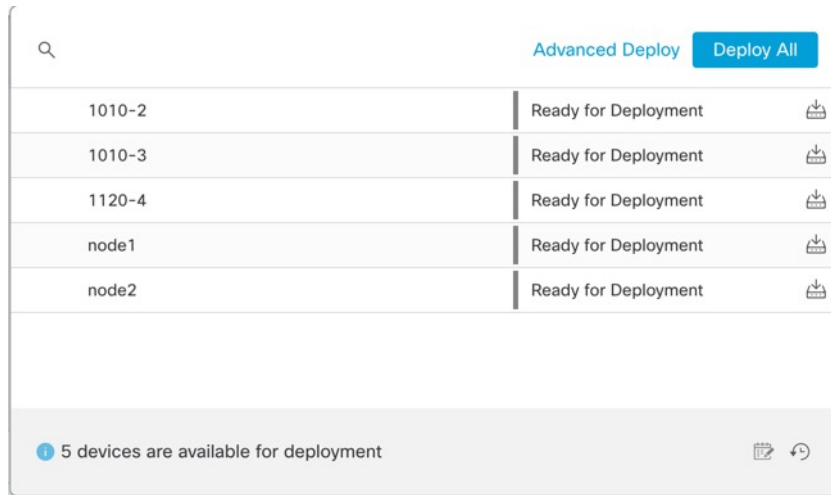 Advanced Deploy Deploy All
1010-2 Ready for Deployment
1010-3 Ready for Deployment
1120-4 Ready for Deployment
node1 Ready for Deployment
node2 Ready for Deployment
5 devices are available for deployment